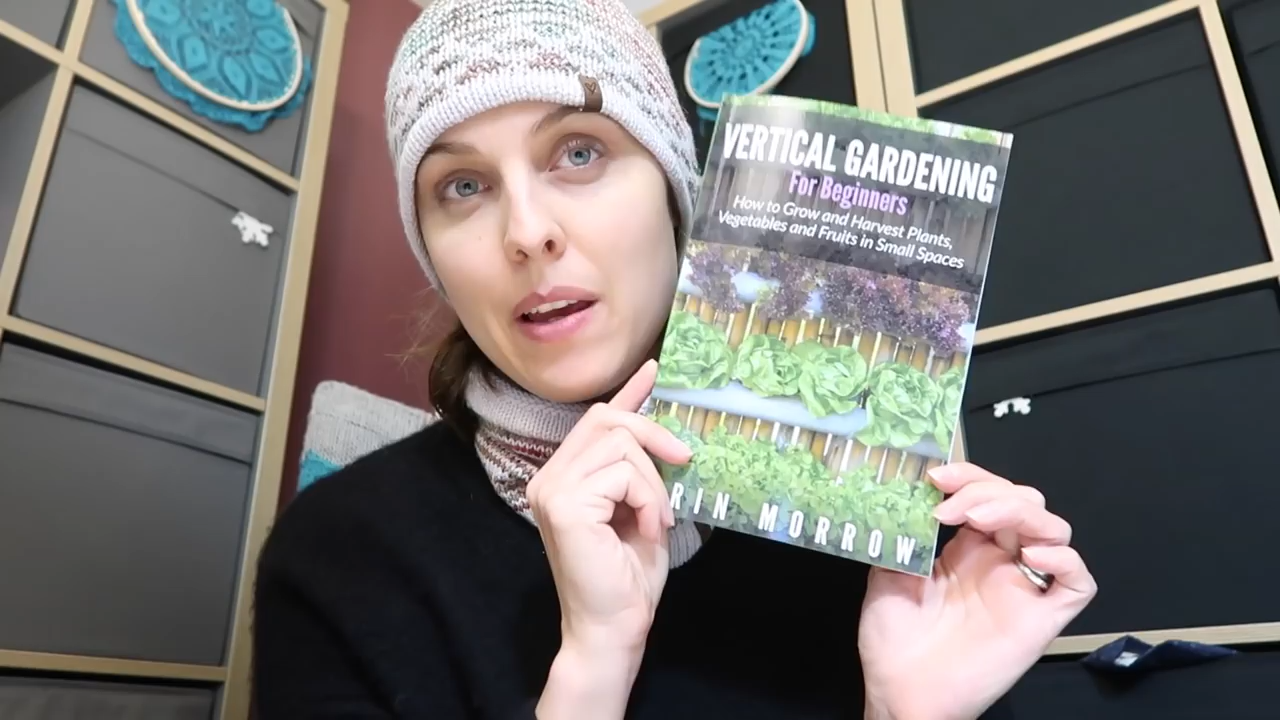 VERTICAL GARDENING
For Beginners
How to Grow and Harvest Plants,
Vegetables and Fruits in Small Spaces
RIN MORROW